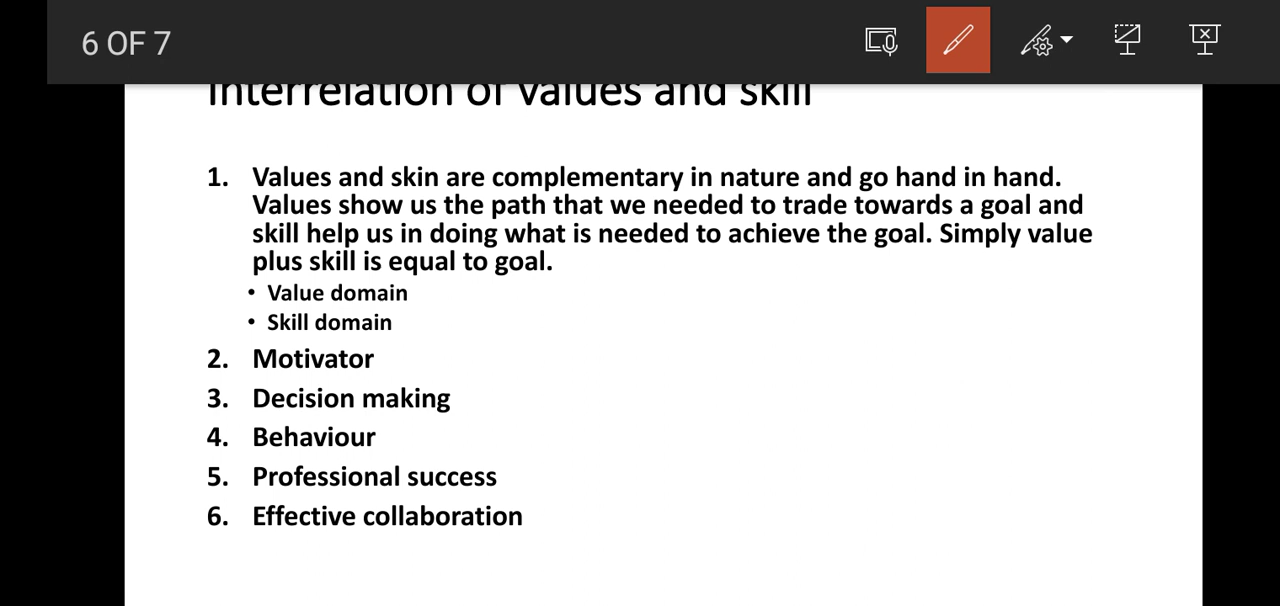 6 OF 7
Interrelation of values and skill
1. Values and skin are complementary in nature and go hand in hand.
Values show us the path that we needed to trade towards a goal and
skill help us in doing what is needed to achieve the goal. Simply value
plus skill is equal to goal.
• Value domain
• Skill domain
2. Motivator
3. Decision making
4. Behaviour
5. Professional success
6. Effective collaboration